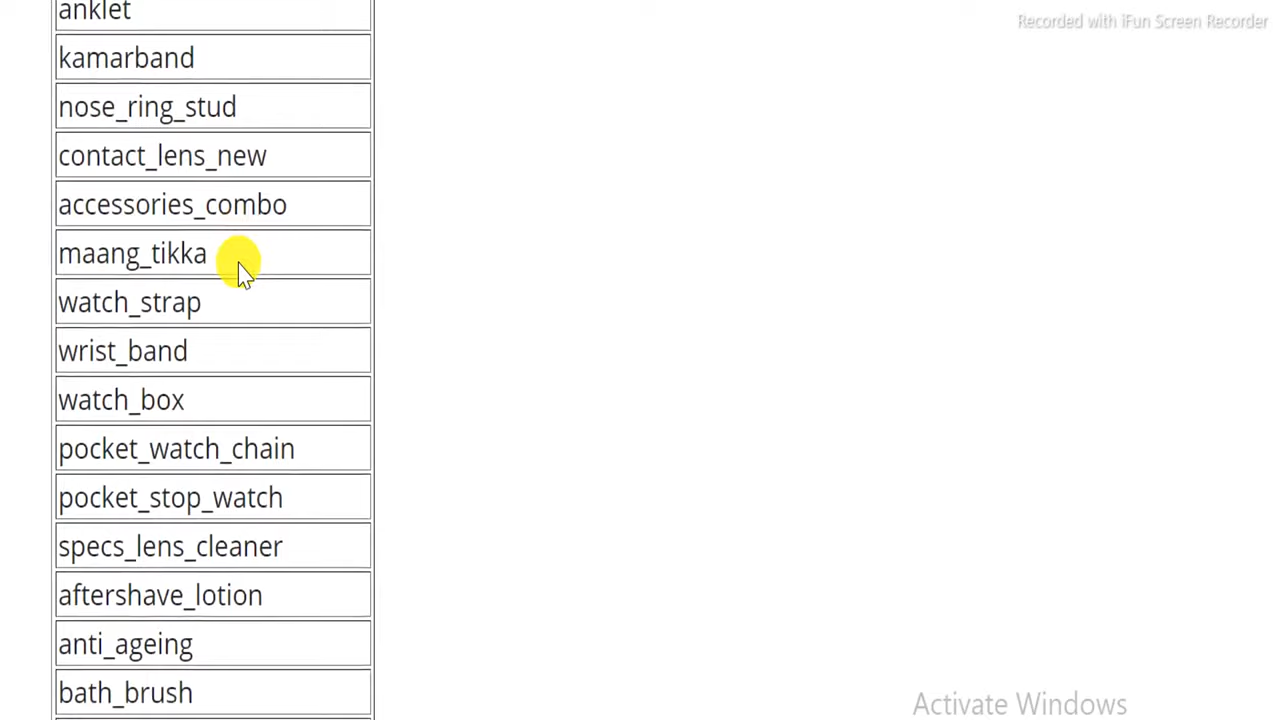 anklet
Recorded with iFun Screen Recorder
kamarband
nose_ring_stud
contact_lens_new
accessories_combo
maang_tikka
watch_strap
wrist_band
watch_box
pocket_watch_chain
pocket_stop_watch
specs_lens_cleaner
aftershave_lotion
anti_ageing
bath_brush
Activate Windows